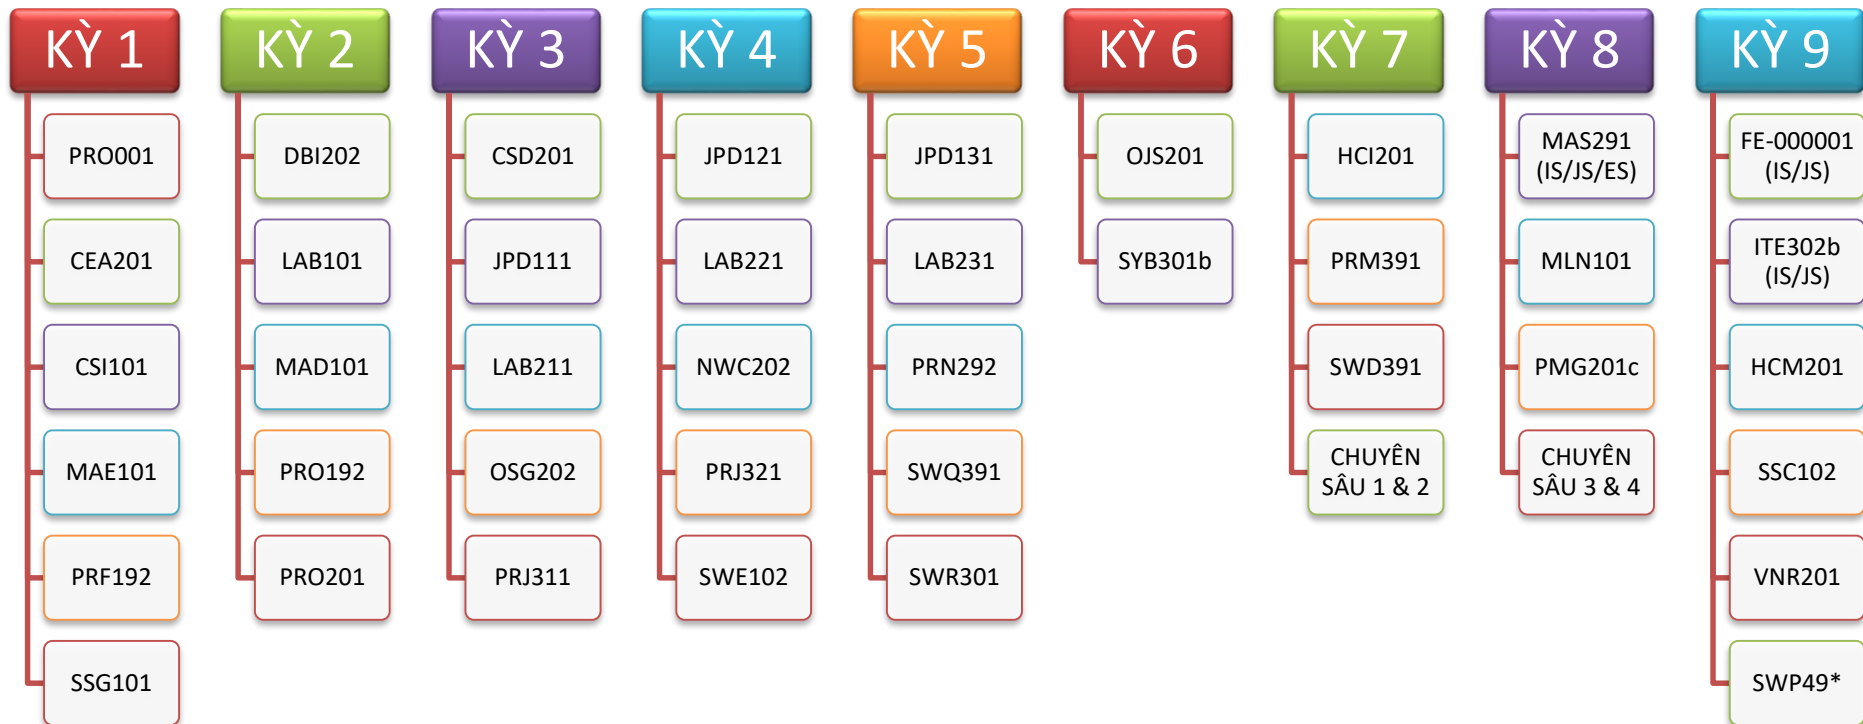 KỲ 1
PRO001
CEA201
CSI101
MAE101
PRF192
SSG101
KỲ 2
DBI202
LAB101
MAD101
PRO192
PRO201
KỲ 3
CSD201
JPD111
LAB211
OSG202
PRJ311
KỲ 4
JPD121
LAB221
NWC202
PRJ321
SWE102
KỲ 5
JPD131
LAB231
PRN292
SWQ391
SWR301
KỲ 6
OJS201
SYB301b
KỲ 7
HCI201
PRM391
SWD391
CHUYÊN
SÂU 1 & 2
KỲ 8
MAS291
(IS/JS/ES)
MLN101
PMG201c
CHUYÊN
SÂU 3 & 4
KỲ 9
FE-000001
(IS/JS)
ITE302b
(IS/JS)
HCM201
SSC102
VNR201
SWP49*